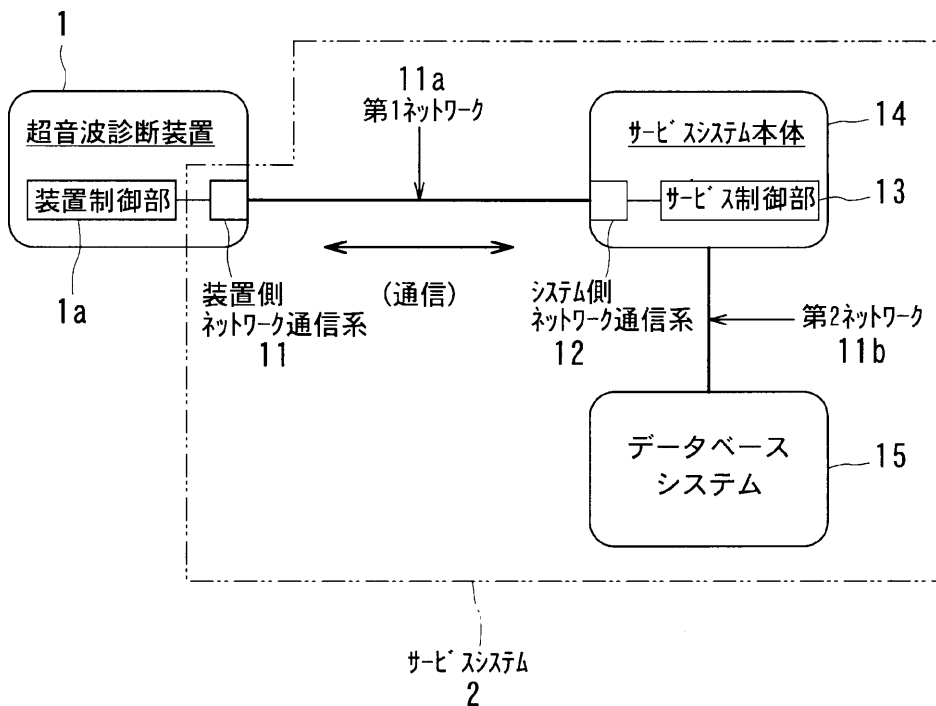 1
超音波診断装置
装置制御部
1a
11a
第1ネットワーク
装置側
ネットワーク通信系
11
(通信)
サービスシステム本体
サービス制御部
14
13
システム側
ネットワーク通信系
12
第2ネットワーク
11b
データベース
システム
15
サービスシステム
2